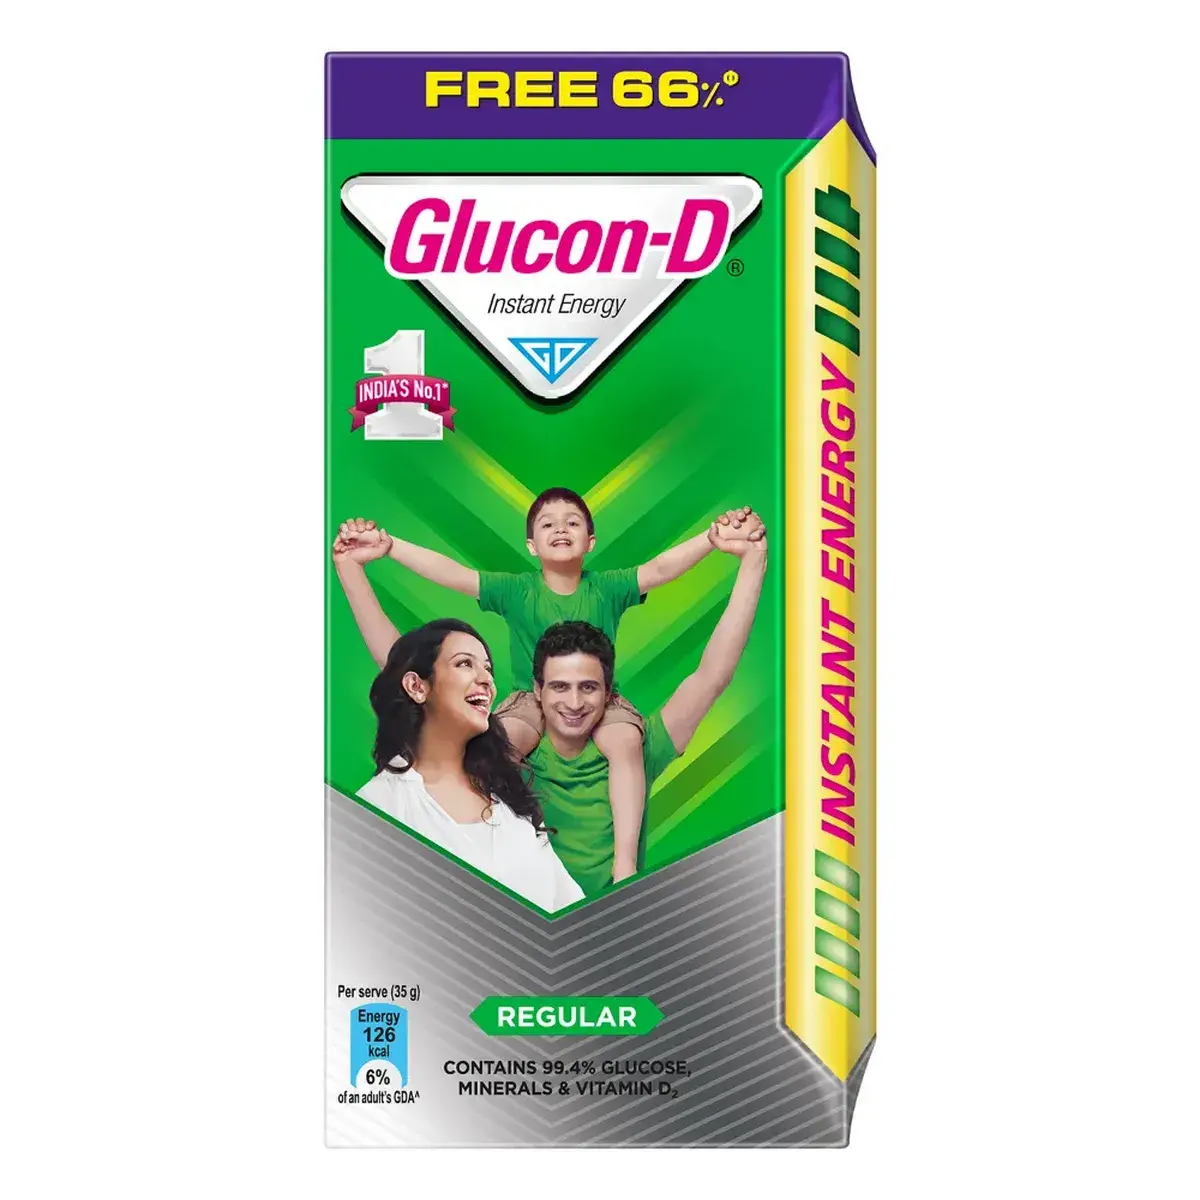 FREE 66%Φ
Glucon-D®
Instant Energy
GD
1
INDIA'S No.1*
INSTANT ENERGY
Per serve (35 g)
Energy
126
kcal
6%
of an adult's GDA^
REGULAR
CONTAINS 99.4% GLUCOSE,
MINERALS & VITAMIN D₂